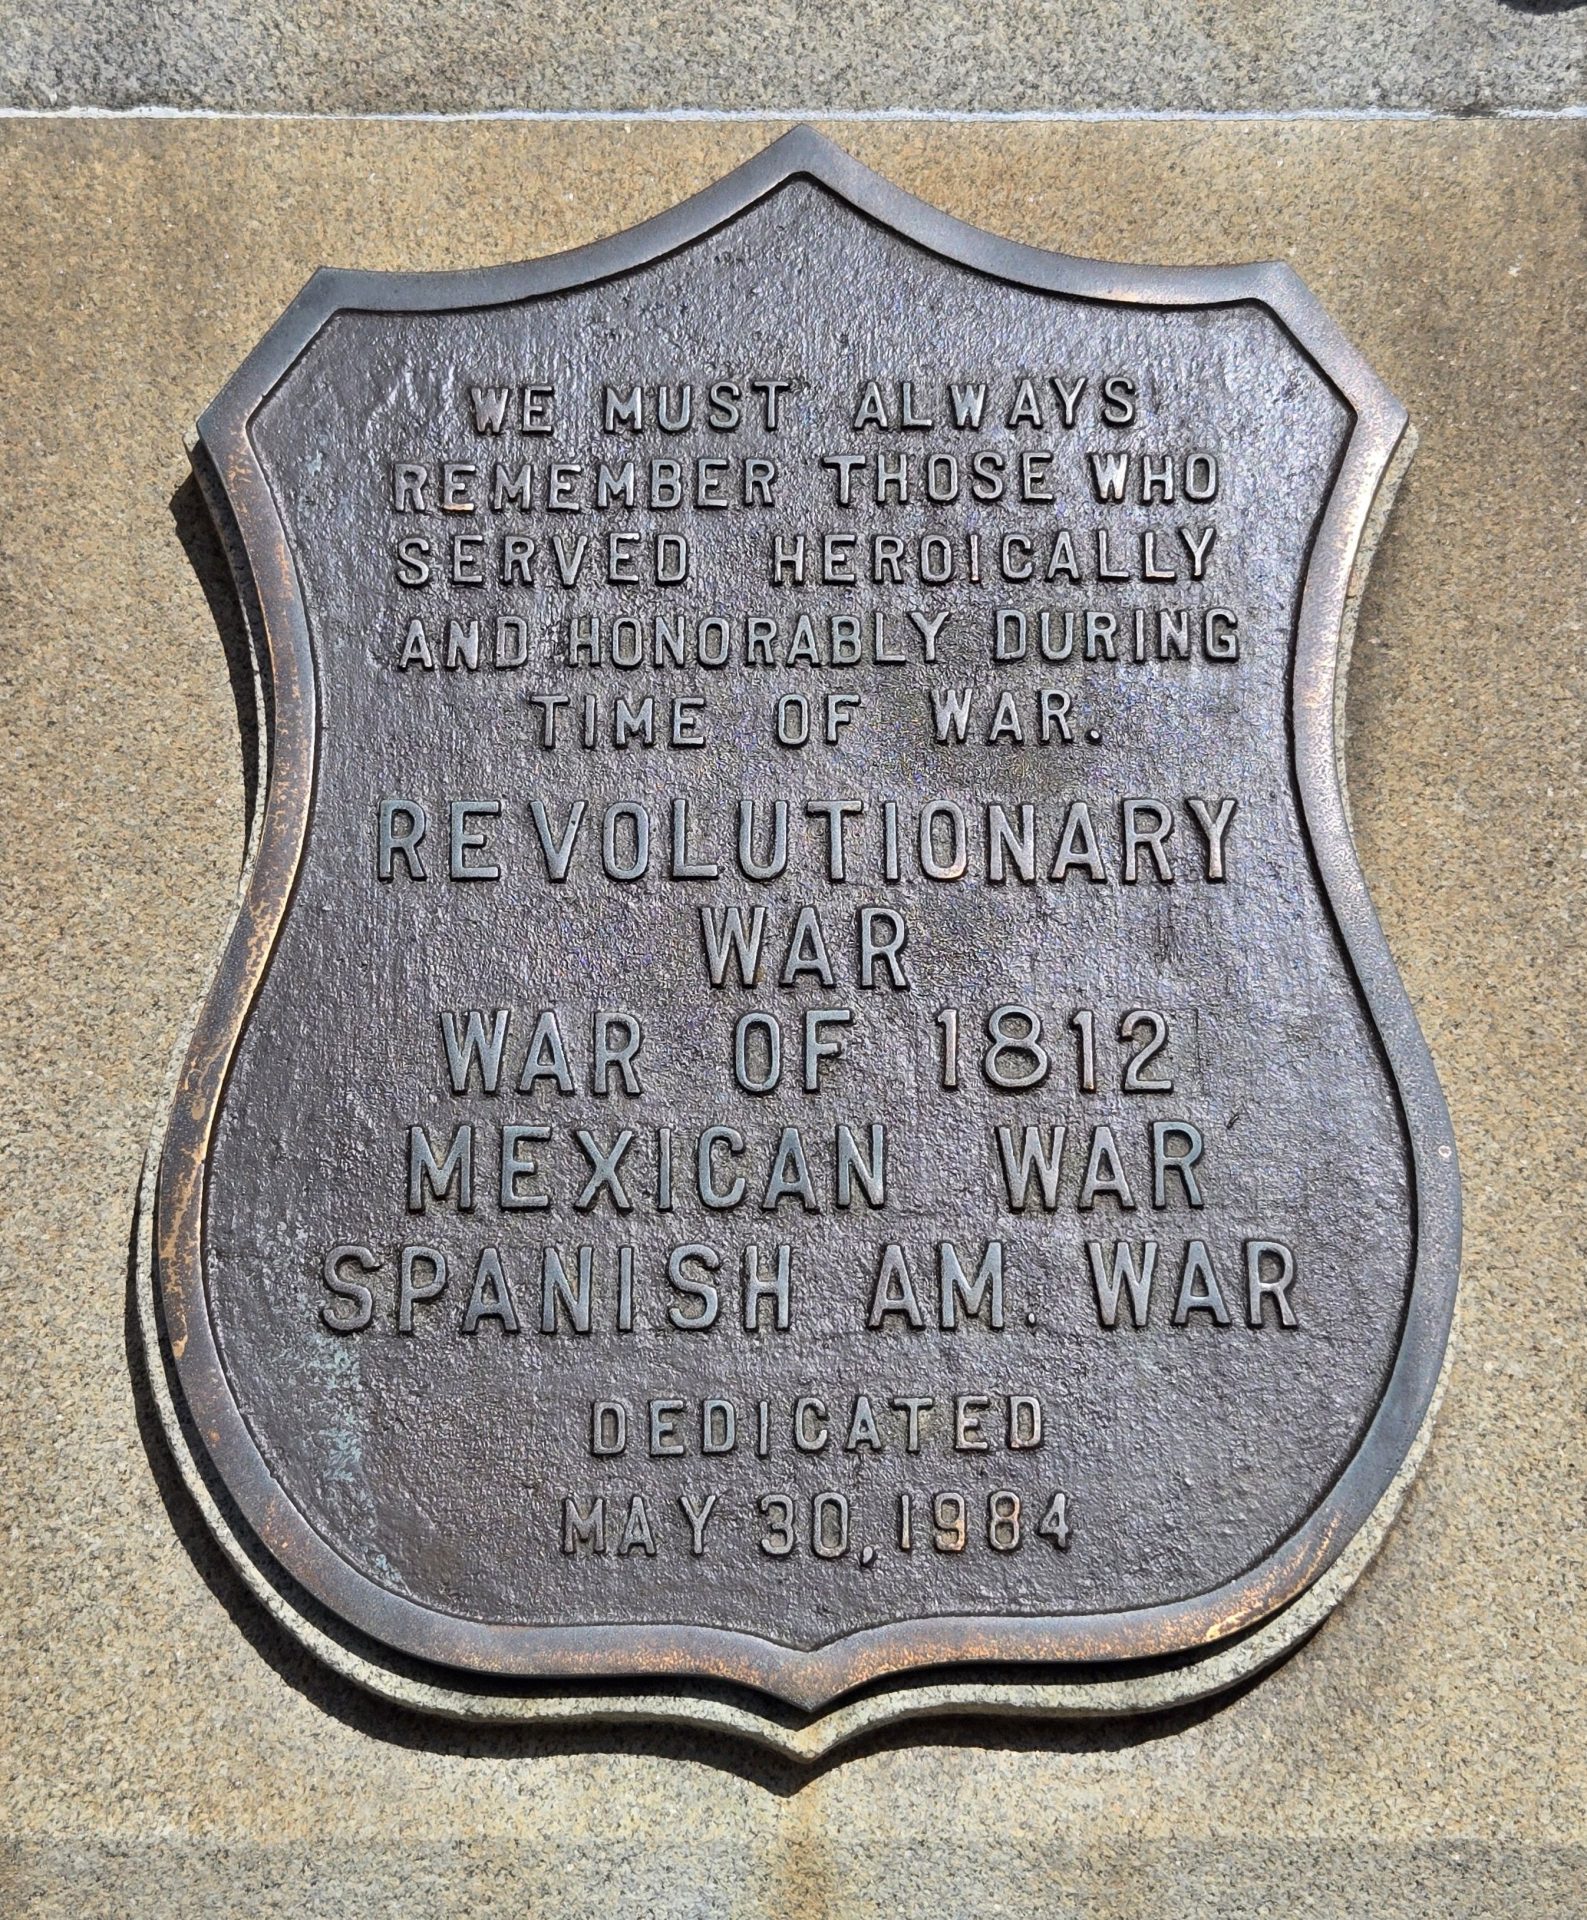 WE MUST ALWAYS
REMEMBER THOSE WHO
SERVED HEROICALLY
AND HONORABLY DURING
TIME OF WAR.
REVOLUTIONARY
WAR
WAR OF 1812
MEXICAN WAR
SPANISH AM. WAR
DEDICATED
MAY 30, 1984